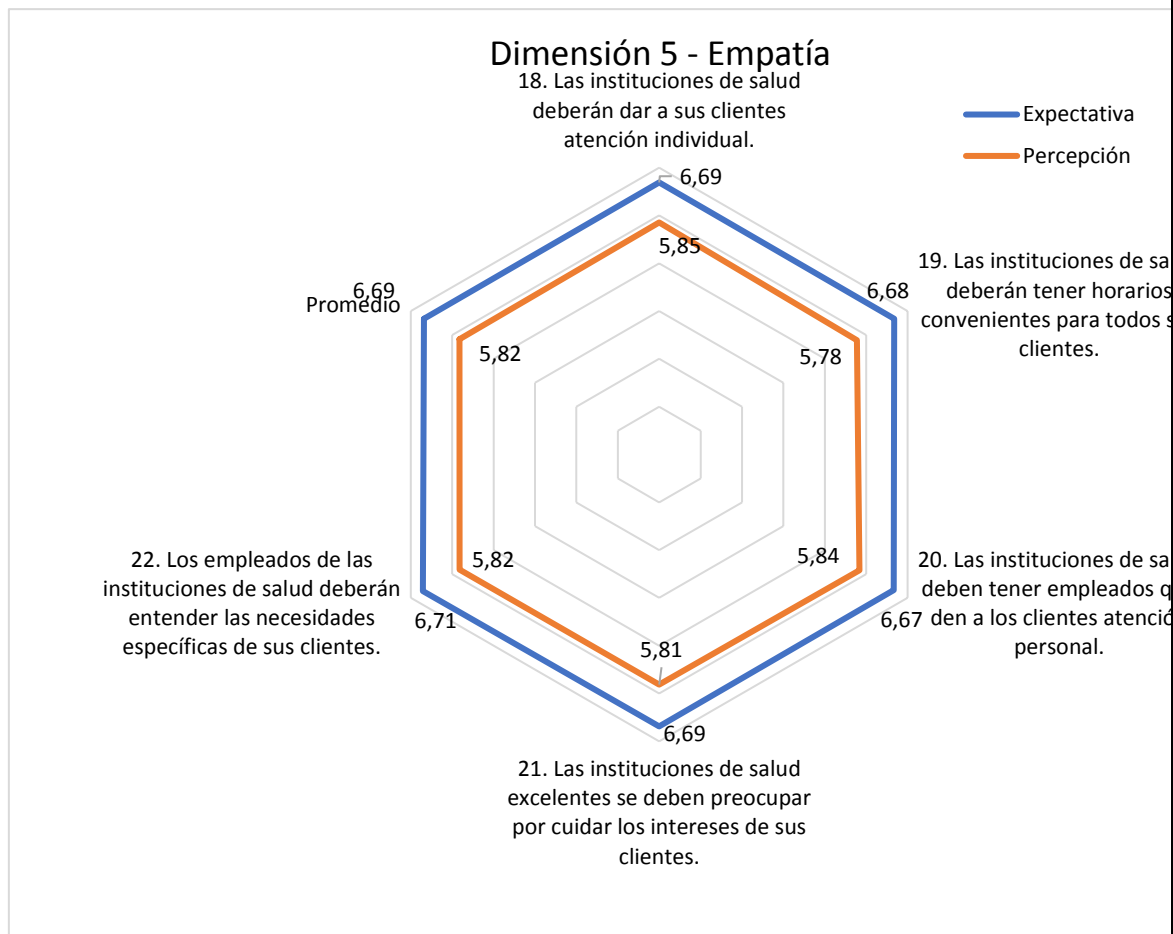 Dimensión 5 - Empatía
18. Las instituciones de salud
deberán dar a sus clientes
atención individual.
Expectativa
Percepción
6,69
5,85
19. Las instituciones de sa
deberán tener horarios
convenientes para todos s
clientes.
6,68
5,78
6,69
Promedio
5,82
22. Los empleados de las
instituciones de salud deberán
entender las necesidades
específicas de sus clientes.
5,82
6,71
5,84
20. Las instituciones de sa
deben tener empleados q
den a los clientes atenció
personal.
6,67
5,81
6,69
21. Las instituciones de salud
excelentes se deben preocupar
por cuidar los intereses de sus
clientes.